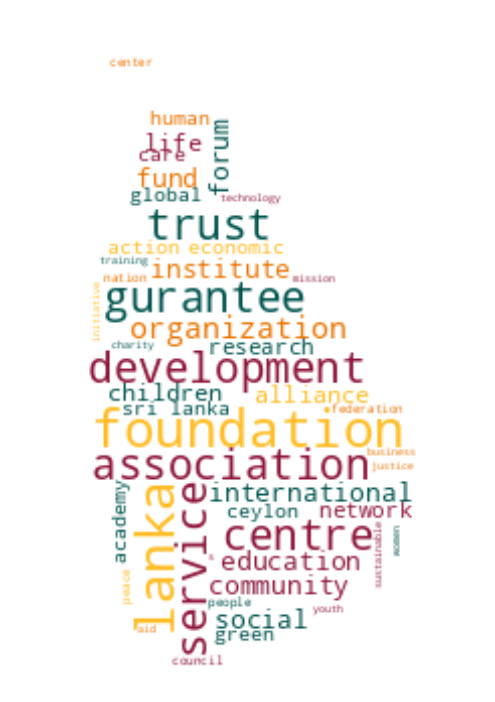 center
human
life
care
forum
fund
global
technology
trust
action economic
training
institute
nation
mission
gurantee
initiative
organization
charity
research
development
children
alliance
sri lanka
federation
foundation
business
association
justice
academy
lanka
service
international
ceylon
network
centre
women
sustainable
education
community
peace
people
youth
social
aid
green
council